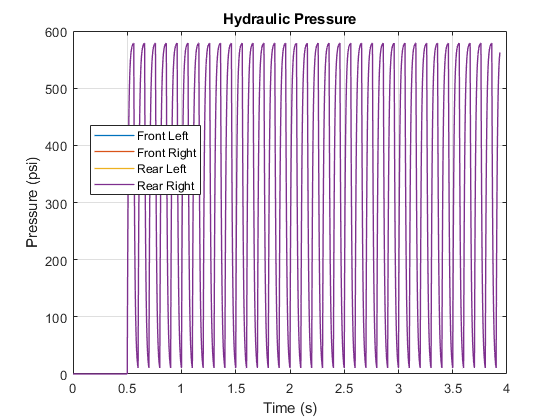 Hydraulic Pressure
600
500
400
300
200
100
0
Pressure (psi)
Front Left
Front Right
Rear Left
Rear Right
0 0.5 1 1.5 2 2.5 3 3.5 4
Time (s)